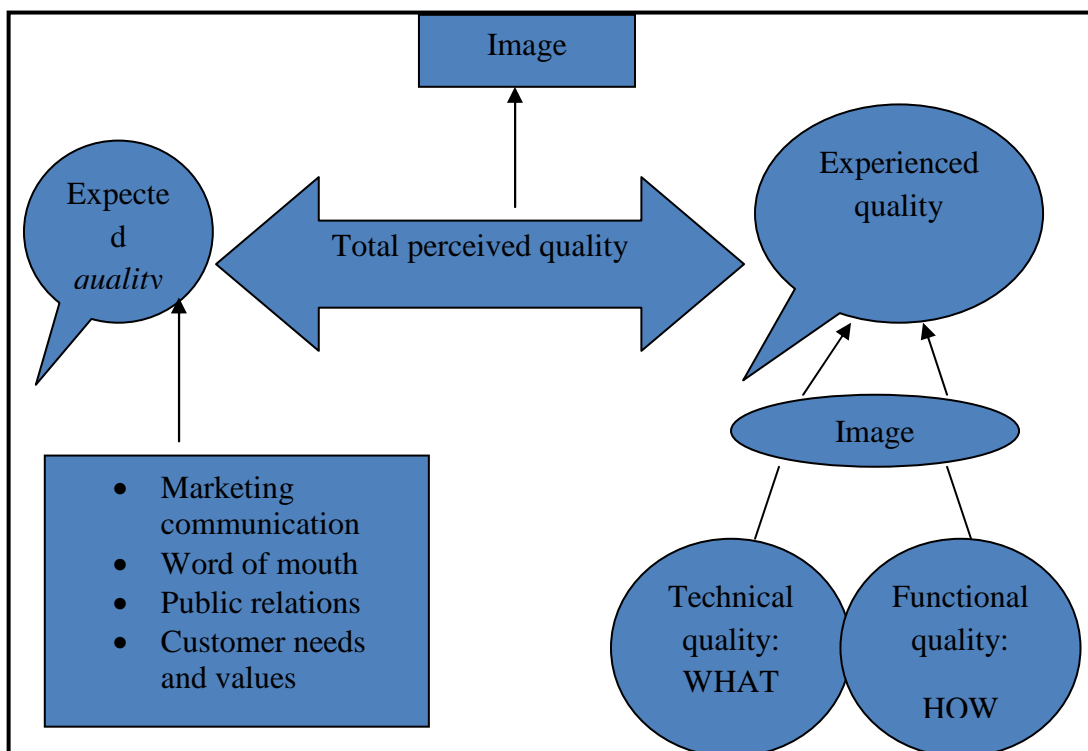 Image
Expecte
d
quality
Total perceived quality
Experienced
quality
Image
• Marketing
communication
• Word of mouth
• Public relations
• Customer needs
and values
Technical
quality:
WHAT
Functional
quality:
HOW